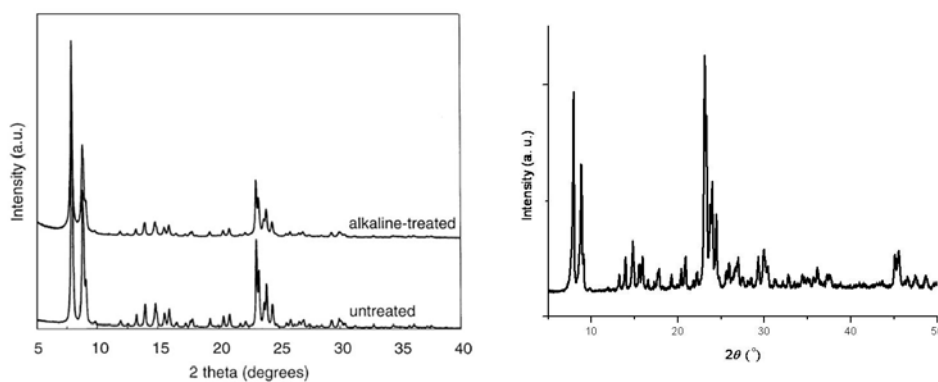 Intensity (a.u.)
alkaline-treated
untreated
5 10 15 20 25 30 35 40
2 theta (degrees)
Intensity (a. u.)
10 20 30 40 50
2θ (°)